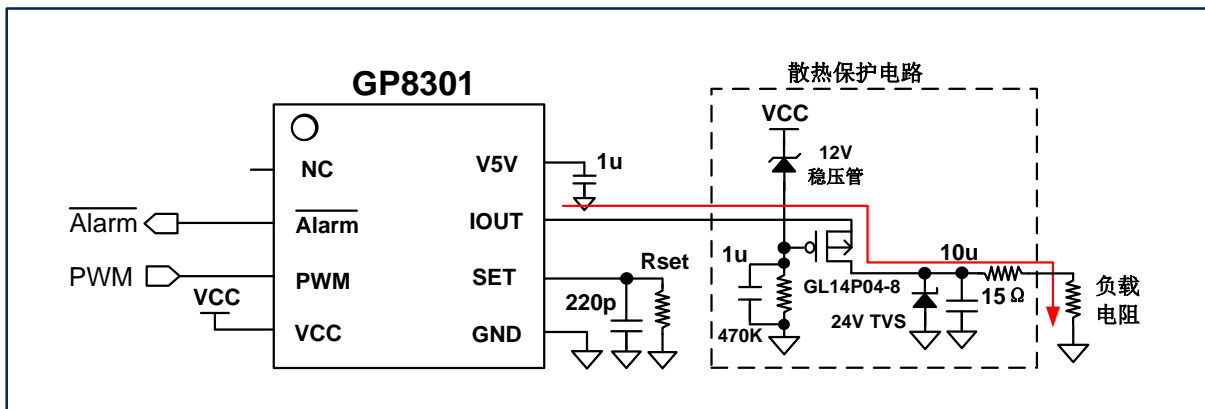 散热保护电路
GP8301
VCC
12V
稳压管
NC
V5V
1u
Alarm
Alarm
IOUT
PWM
PWM
SET
Rset
1u
GL14P04-8
10u
15Ω
负载
电阻
VCC
VCC
220p
GND
470K
24V TVS